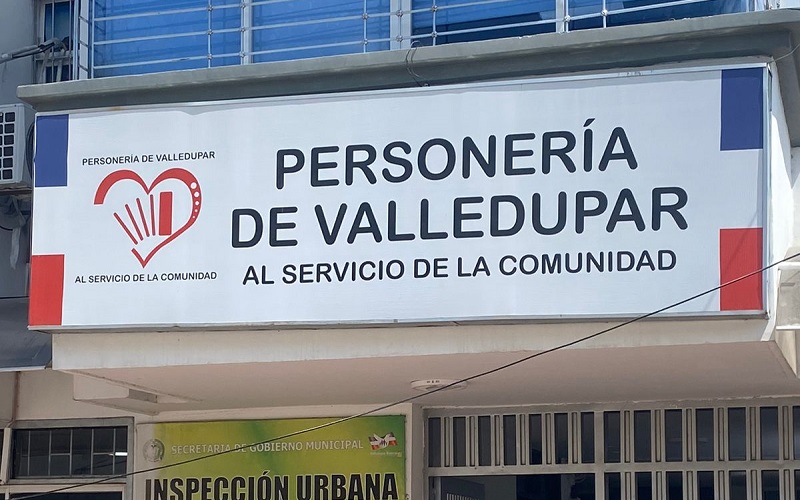 PERSONERÍA DE VALLEDUPAR
AL SERVICIO DE LA COMUNIDAD
PERSONERÍA
DE VALLEDUPAR
AL SERVICIO DE LA COMUNIDAD
SECRETARIA DE GOBIERNO MUNICIPAL
INSPECCIÓN URBANA